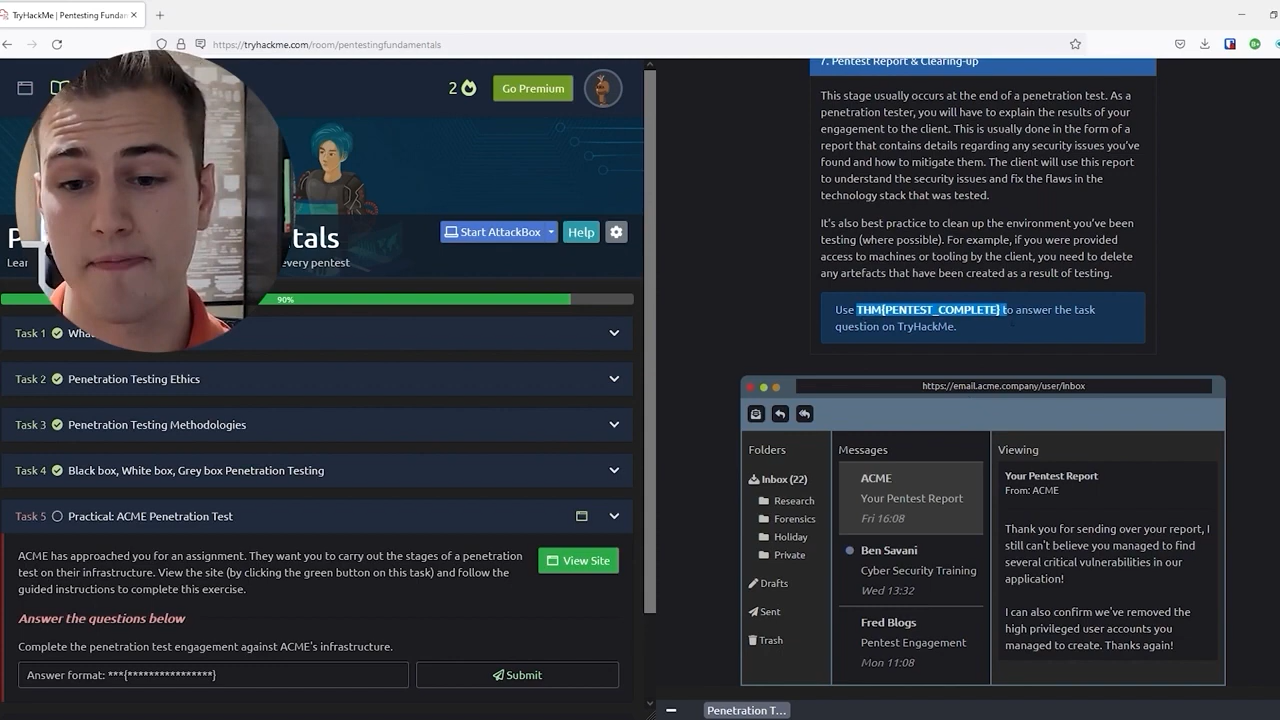 TryHackMe | Pentesting Fundam
https://tryhackme.com/room/pentestingfundamentals
2
Go Premium
tals
Start AttackBox
Help
Lear
every pentest
90%
Task 1
Task 2 Penetration Testing Ethics
Task 3 Penetration Testing Methodologies
Task 4 Black box, White box, Grey box Penetration Testing
Task 5 Practical: ACME Penetration Test
ACME has approached you for an assignment. They want you to carry out the stages of a penetration
test on their infrastructure. View the site (by clicking the green button on this task) and follow the
guided instructions to complete this exercise.
View Site
Answer the questions below
Complete the penetration test engagement against ACME's infrastructure.
Answer format: ***{****************}
Submit
7. Pentest Report & Clearing-up
This stage usually occurs at the end of a penetration test. As a
penetration tester, you will have to explain the results of your
engagement to the client. This is usually done in the form of a
report that contains details regarding any security issues you've
found and how to mitigate them. The client will use this report
to understand the security issues and fix the flaws in the
technology stack that was tested.
It's also best practice to clean up the environment you've been
testing (where possible). For example, if you were provided
access to machines or tooling by the client, you need to delete
any artefacts that have been created as a result of testing.
Use THM{PENTEST_COMPLETE} to answer the task
question on TryHackMe.
https://email.acme.company/user/inbox
Folders
Inbox (22)
Research
Forensics
Holiday
Private
Drafts
Sent
Trash
Messages
ACME
Your Pentest Report
Fri 16:08
Ben Savani
Cyber Security Training
Wed 13:32
Fred Blogs
Pentest Engagement
Mon 11:08
Viewing
Your Pentest Report
From: ACME
Thank you for sending over your report, I
still can't believe you managed to find
several critical vulnerabilities in our
application!
I can also confirm we've removed the
high privileged user accounts you
managed to create. Thanks again!
Penetration T...